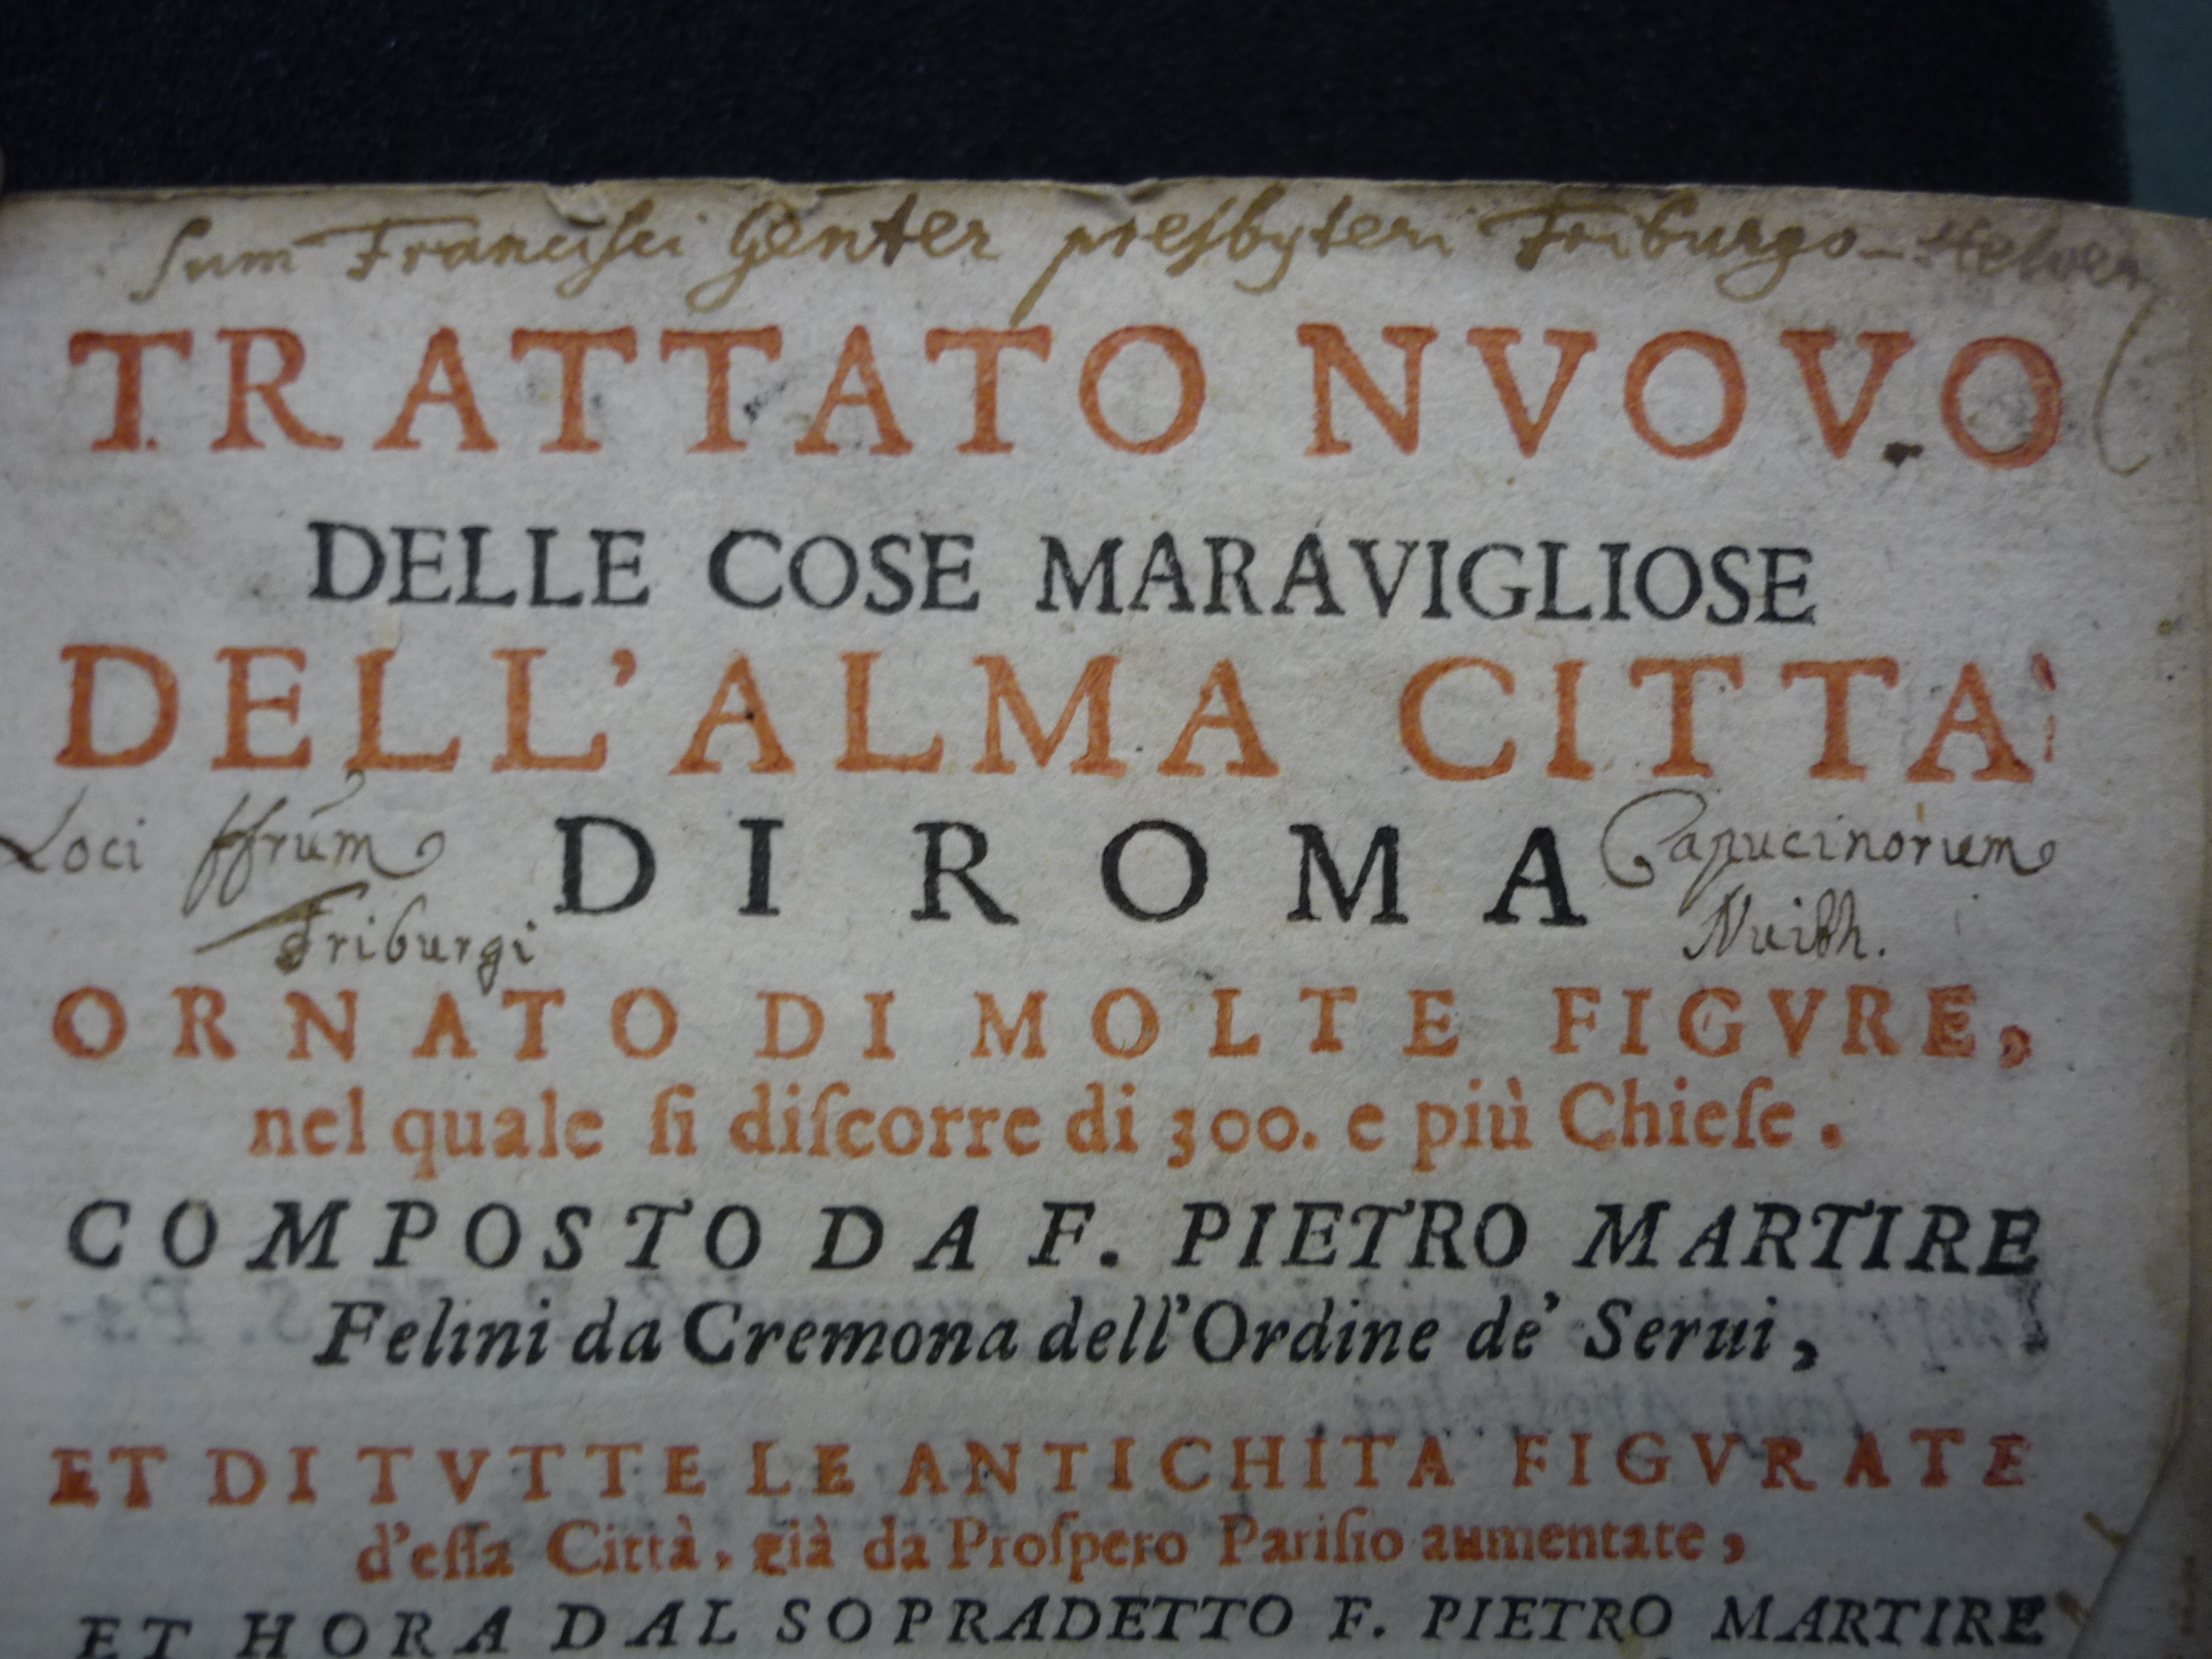 Sum Francisci Genter presbyteri Friburgo-Helvet
TRATTATO NVOVO
DELLE COSE MARAVIGLIOSE
DELL'ALMA CITTA'
Loci ffrum DI ROMA Capucinorum
Friburgi
ORNATO DI MOLTE FIGVRE,
nel quale ſi diſcorre di 300. e più Chieſe.
COMPOSTO DA F. PIETRO MARTIRE
Felini da Cremona dell'Ordine de' Serui,
ET DI TVTTE LE ANTICHITA FIGVRATE
d'eſſa Città, già da Proſpero Pariſio aumentate,
ET HORA DAL SOPRADETTO F. PIETRO MARTIRE